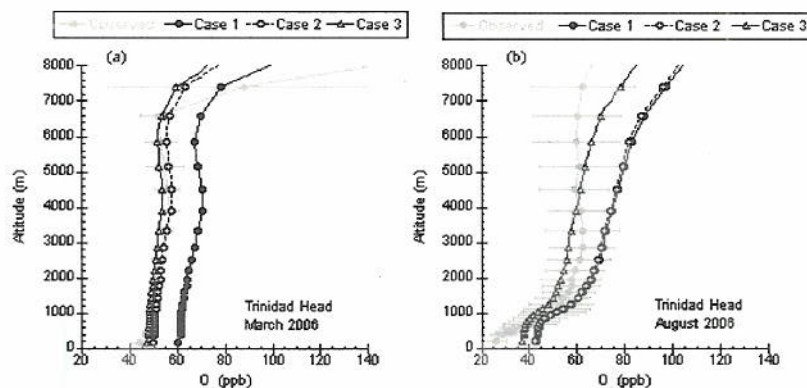 Observed Case 1 Case 2 Case 3
Observed Case 1 Case 2 Case 3
(a)
8000
7000
6000
5000
4000
3000
2000
1000
0
Altitude (m)
20 40 60 80 100 120 140
O (ppb)
Trinidad Head
March 2006
(b)
8000
7000
6000
5000
4000
3000
2000
1000
0
Altitude (m)
20 40 60 80 100 120 140
O (ppb)
Trinidad Head
August 2006